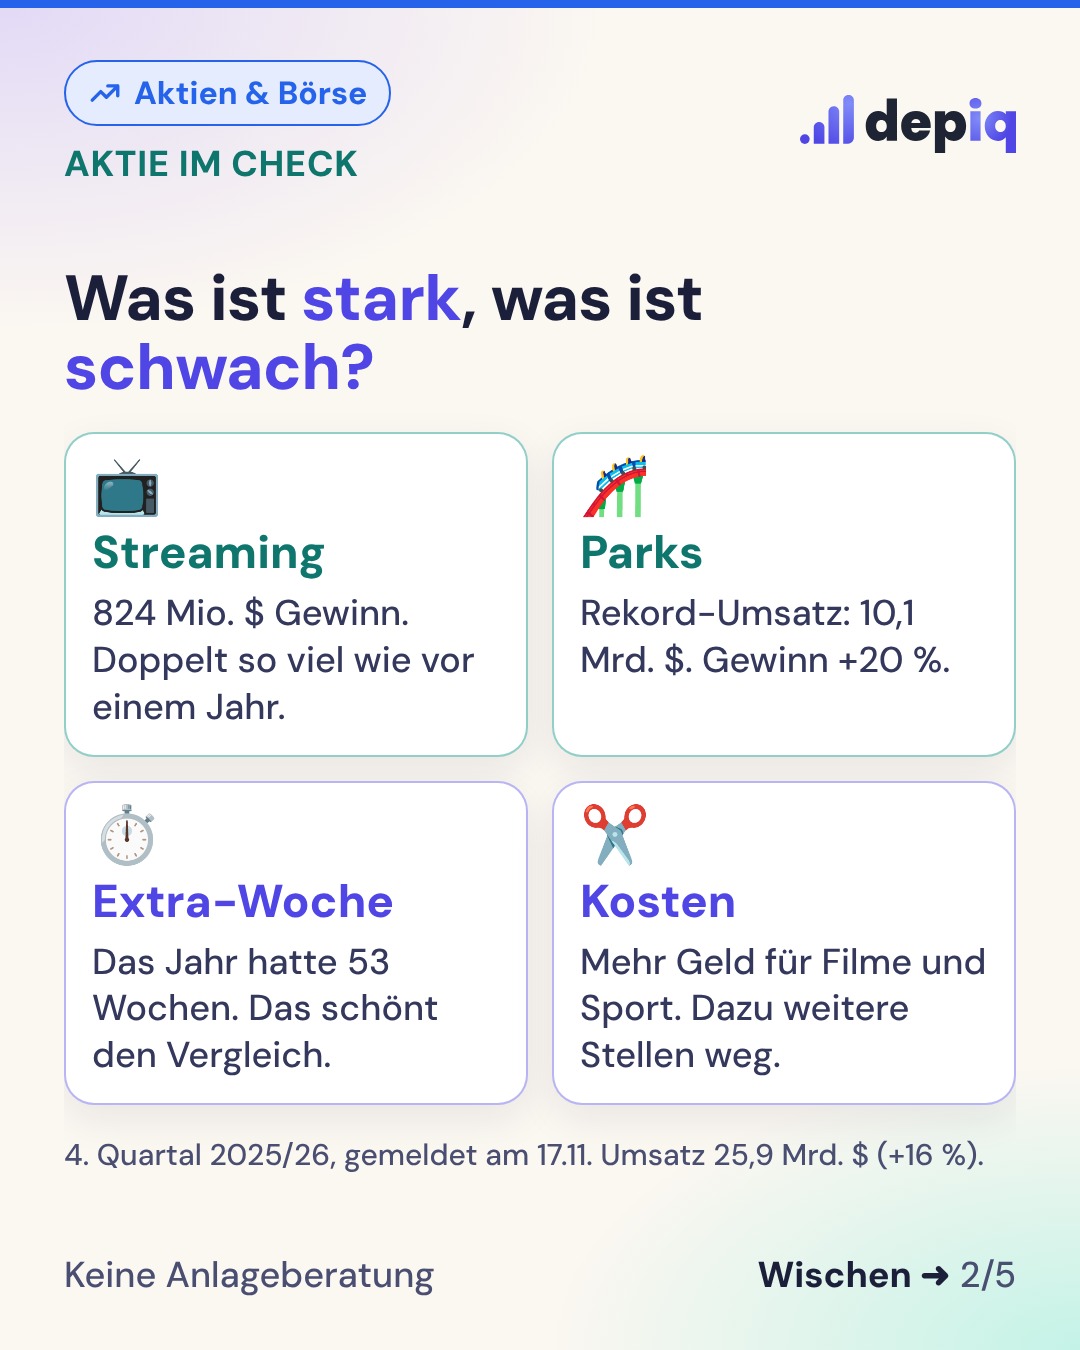 Aktien & Börse
AKTIE IM CHECK
depiq
Was ist stark, was ist
schwach?
Streaming
824 Mio. $ Gewinn.
Doppelt so viel wie vor
einem Jahr.
Parks
Rekord-Umsatz: 10,1
Mrd. $. Gewinn +20 %.
Extra-Woche
Das Jahr hatte 53
Wochen. Das schönt
den Vergleich.
Kosten
Mehr Geld für Filme und
Sport. Dazu weitere
Stellen weg.
4. Quartal 2025/26, gemeldet am 17.11. Umsatz 25,9 Mrd. $ (+16 %).
Keine Anlageberatung
Wischen ➜ 2/5